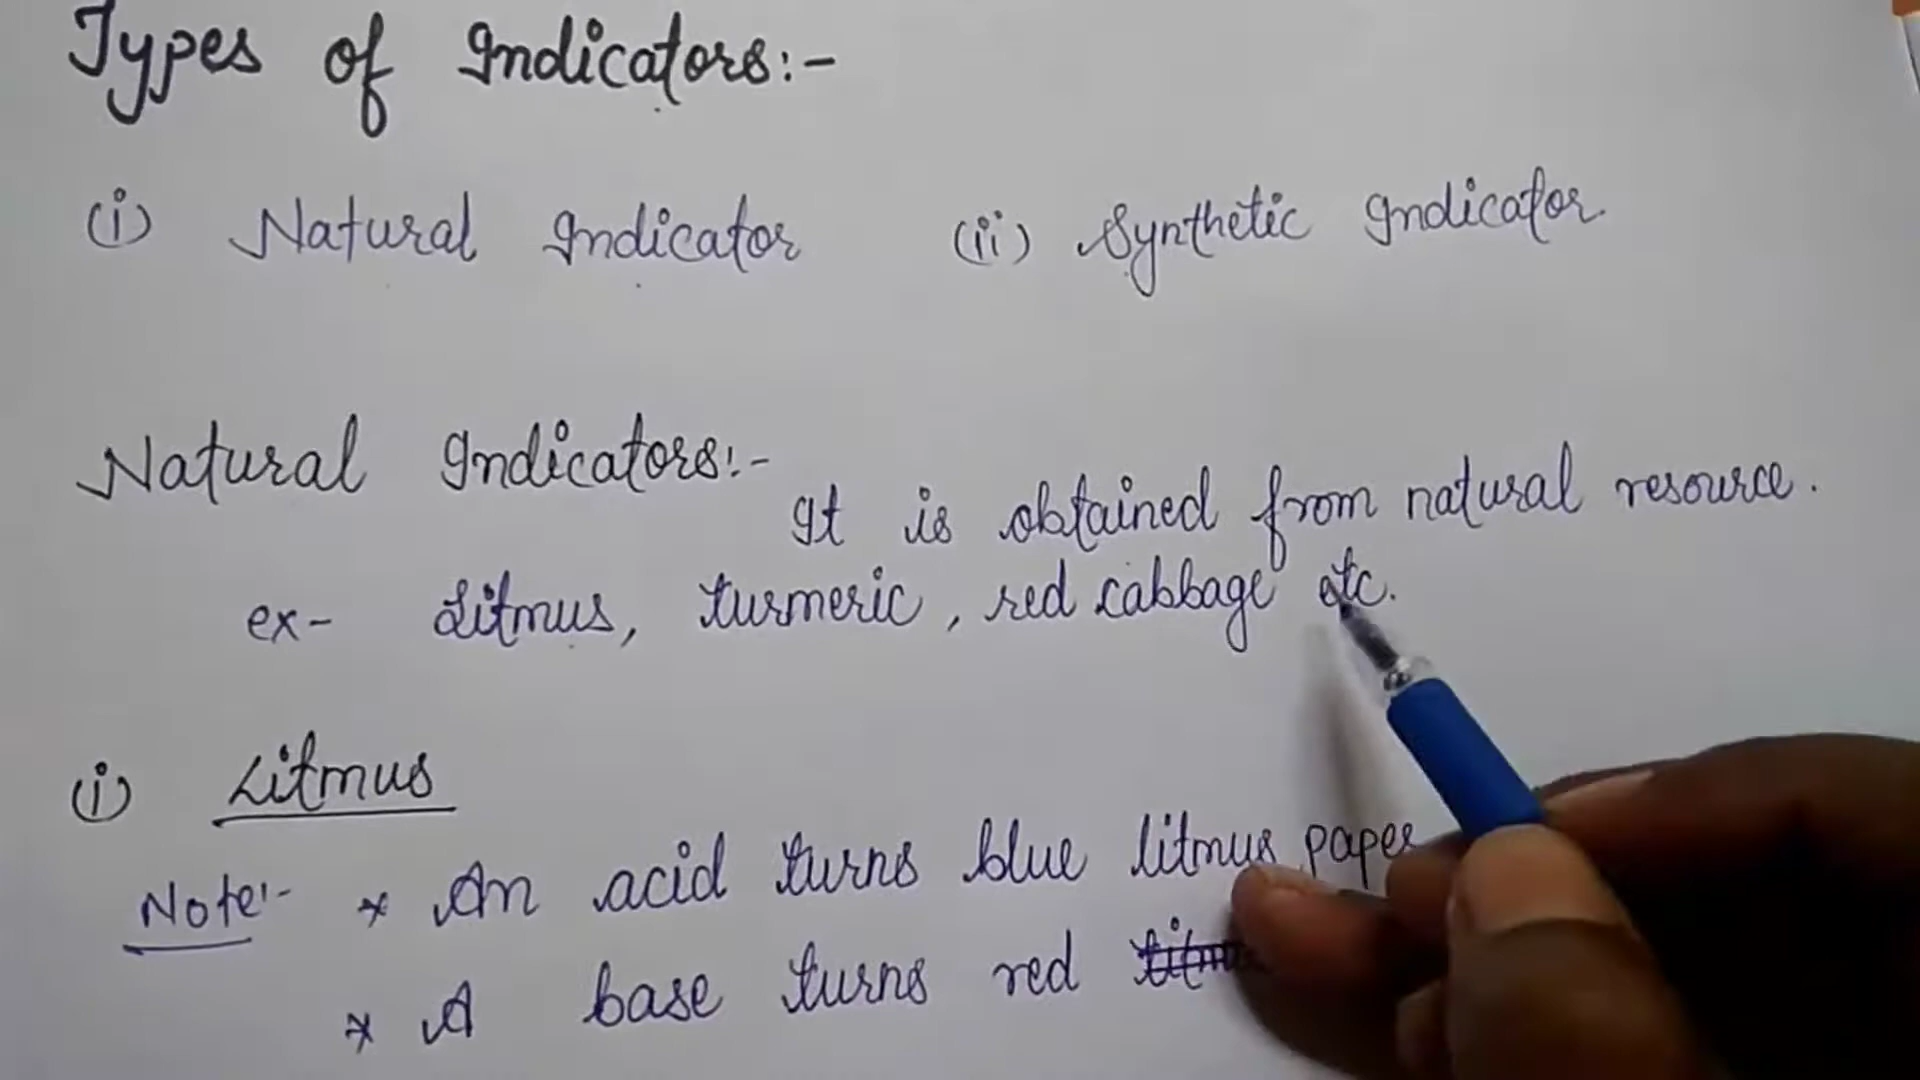 Types of Indicators:-
(i) Natural Indicator (ii) Synthetic Indicator.
Natural Indicators:-
It is obtained from natural resource.
ex- Litmus, turmeric, red cabbage etc.
(i) Litmus
Note:- * An acid turns blue litmus paper
* A base turns red